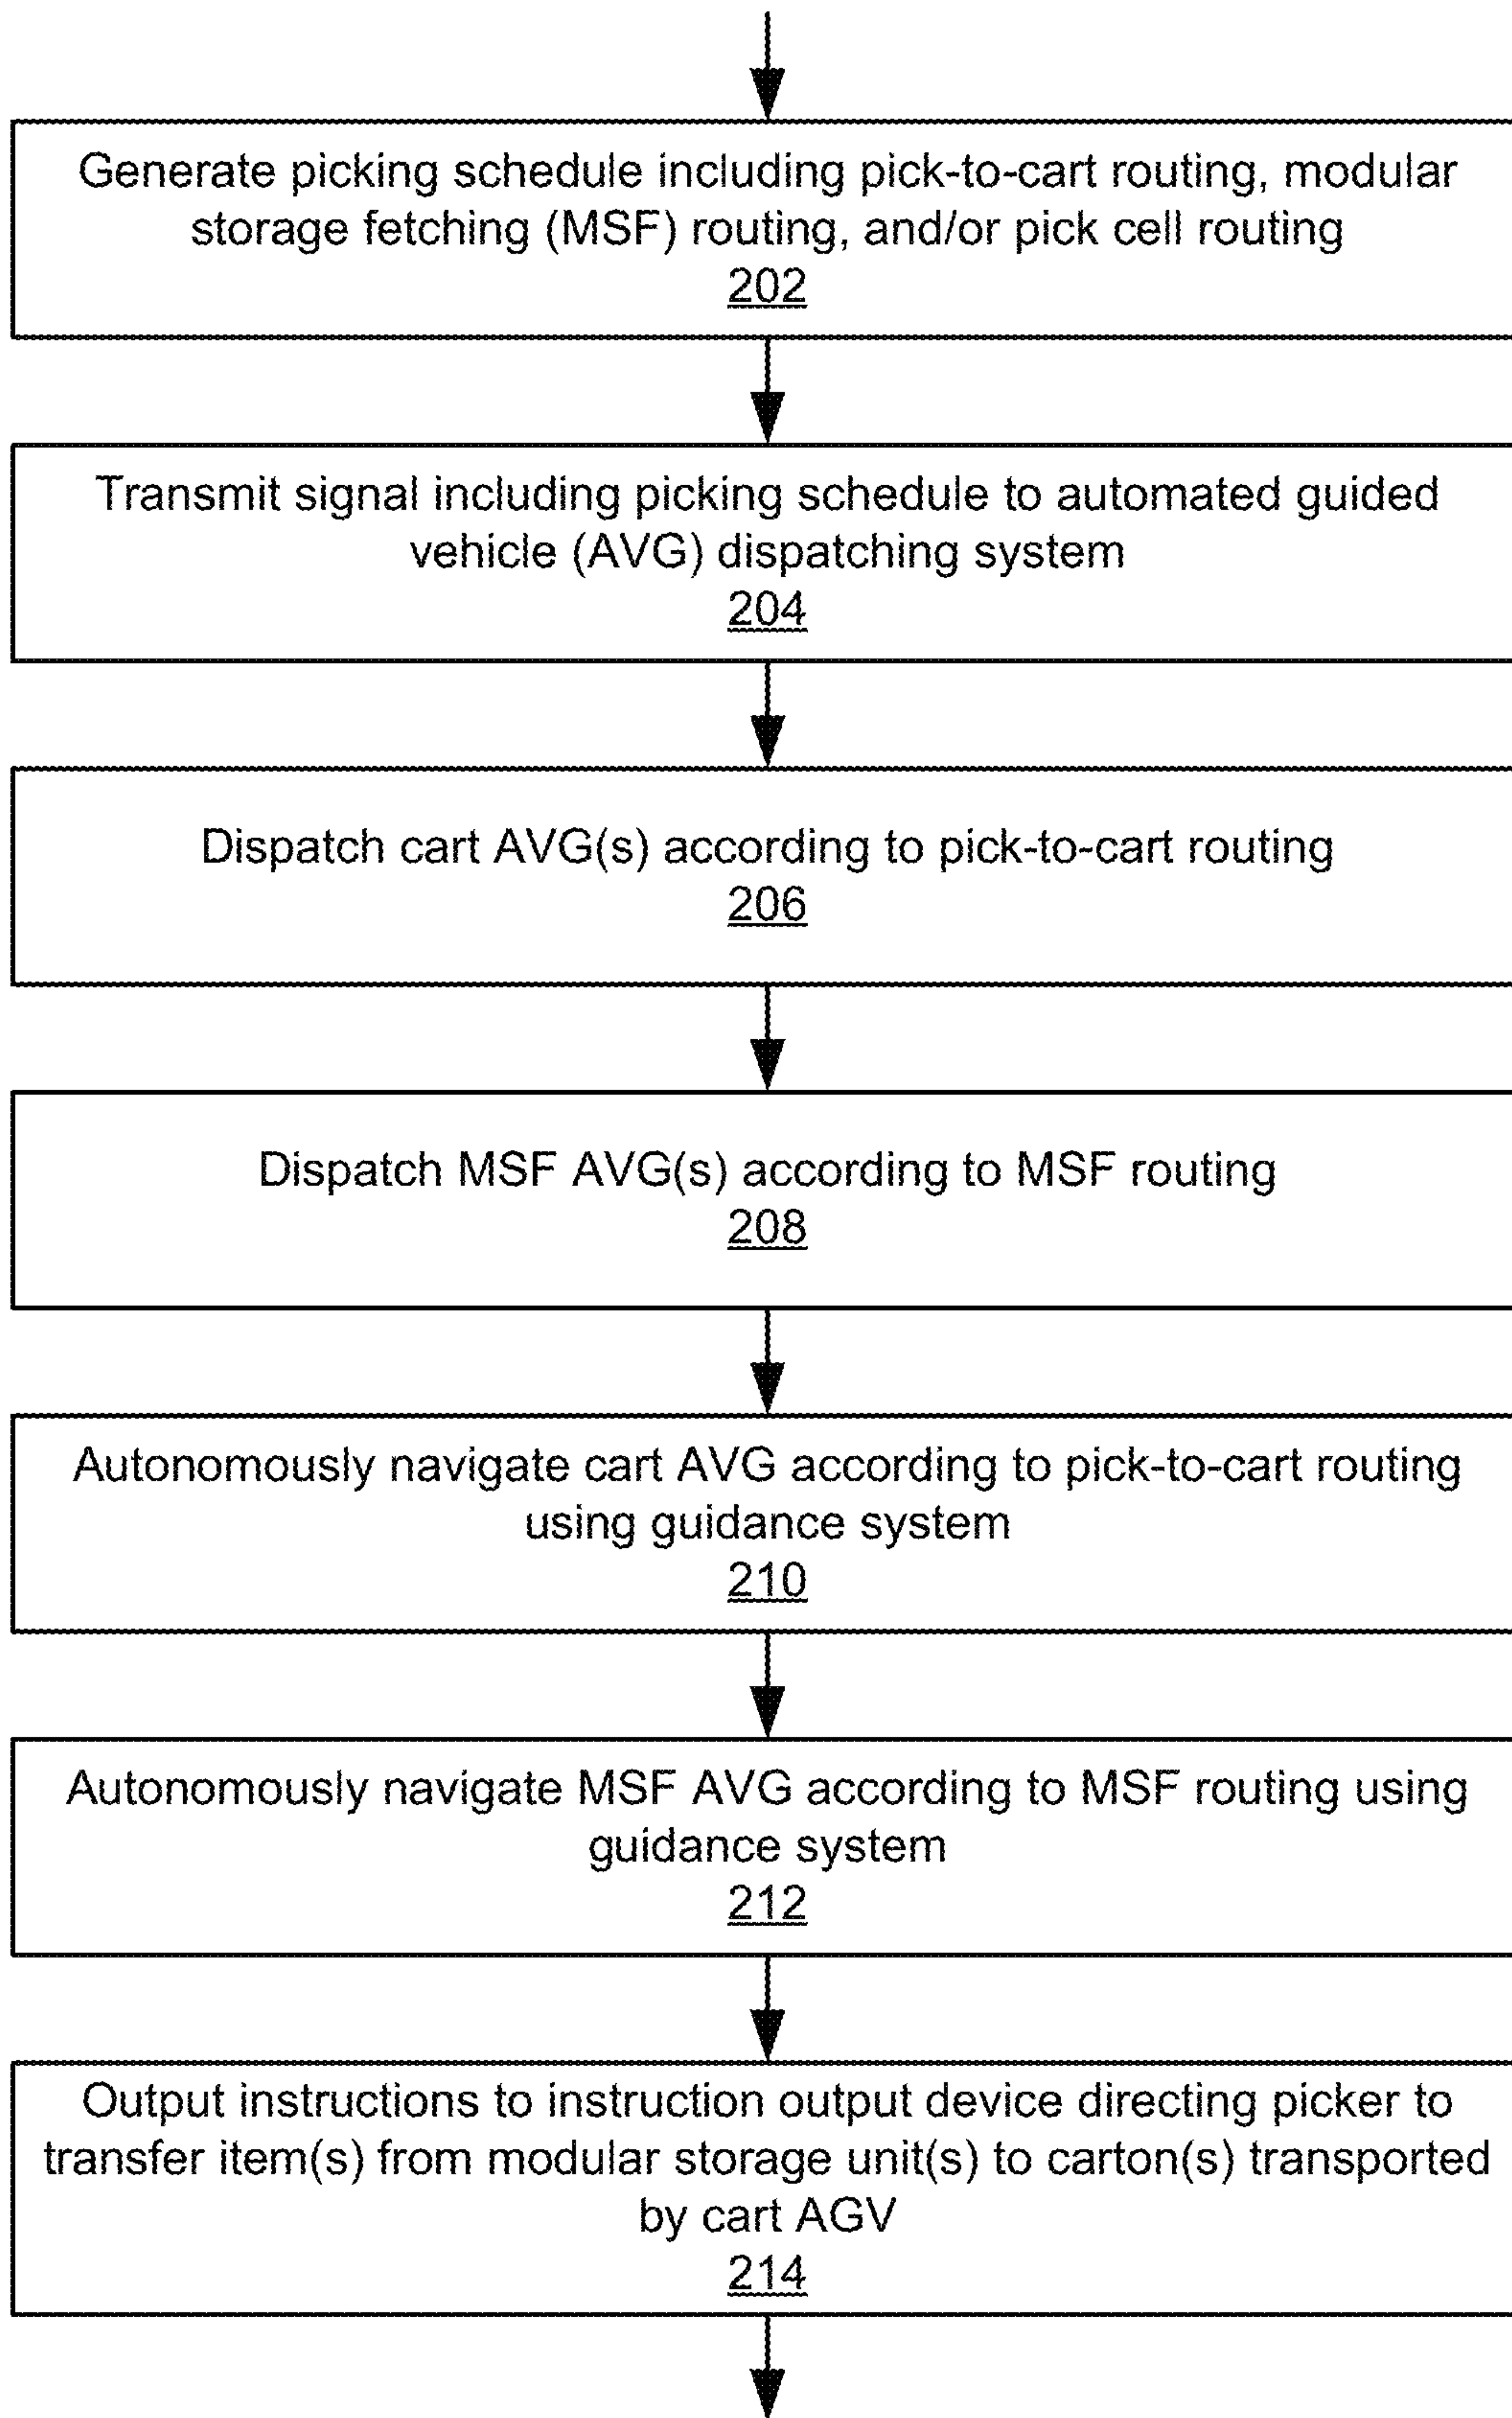 Generate picking schedule including pick-to-cart routing, modular
storage fetching (MSF) routing, and/or pick cell routing
202
Transmit signal including picking schedule to automated guided
vehicle (AVG) dispatching system
204
Dispatch cart AVG(s) according to pick-to-cart routing
206
Dispatch MSF AVG(s) according to MSF routing
208
Autonomously navigate cart AVG according to pick-to-cart routing
using guidance system
210
Autonomously navigate MSF AVG according to MSF routing using
guidance system
212
Output instructions to instruction output device directing picker to
transfer item(s) from modular storage unit(s) to carton(s) transported
by cart AGV
214